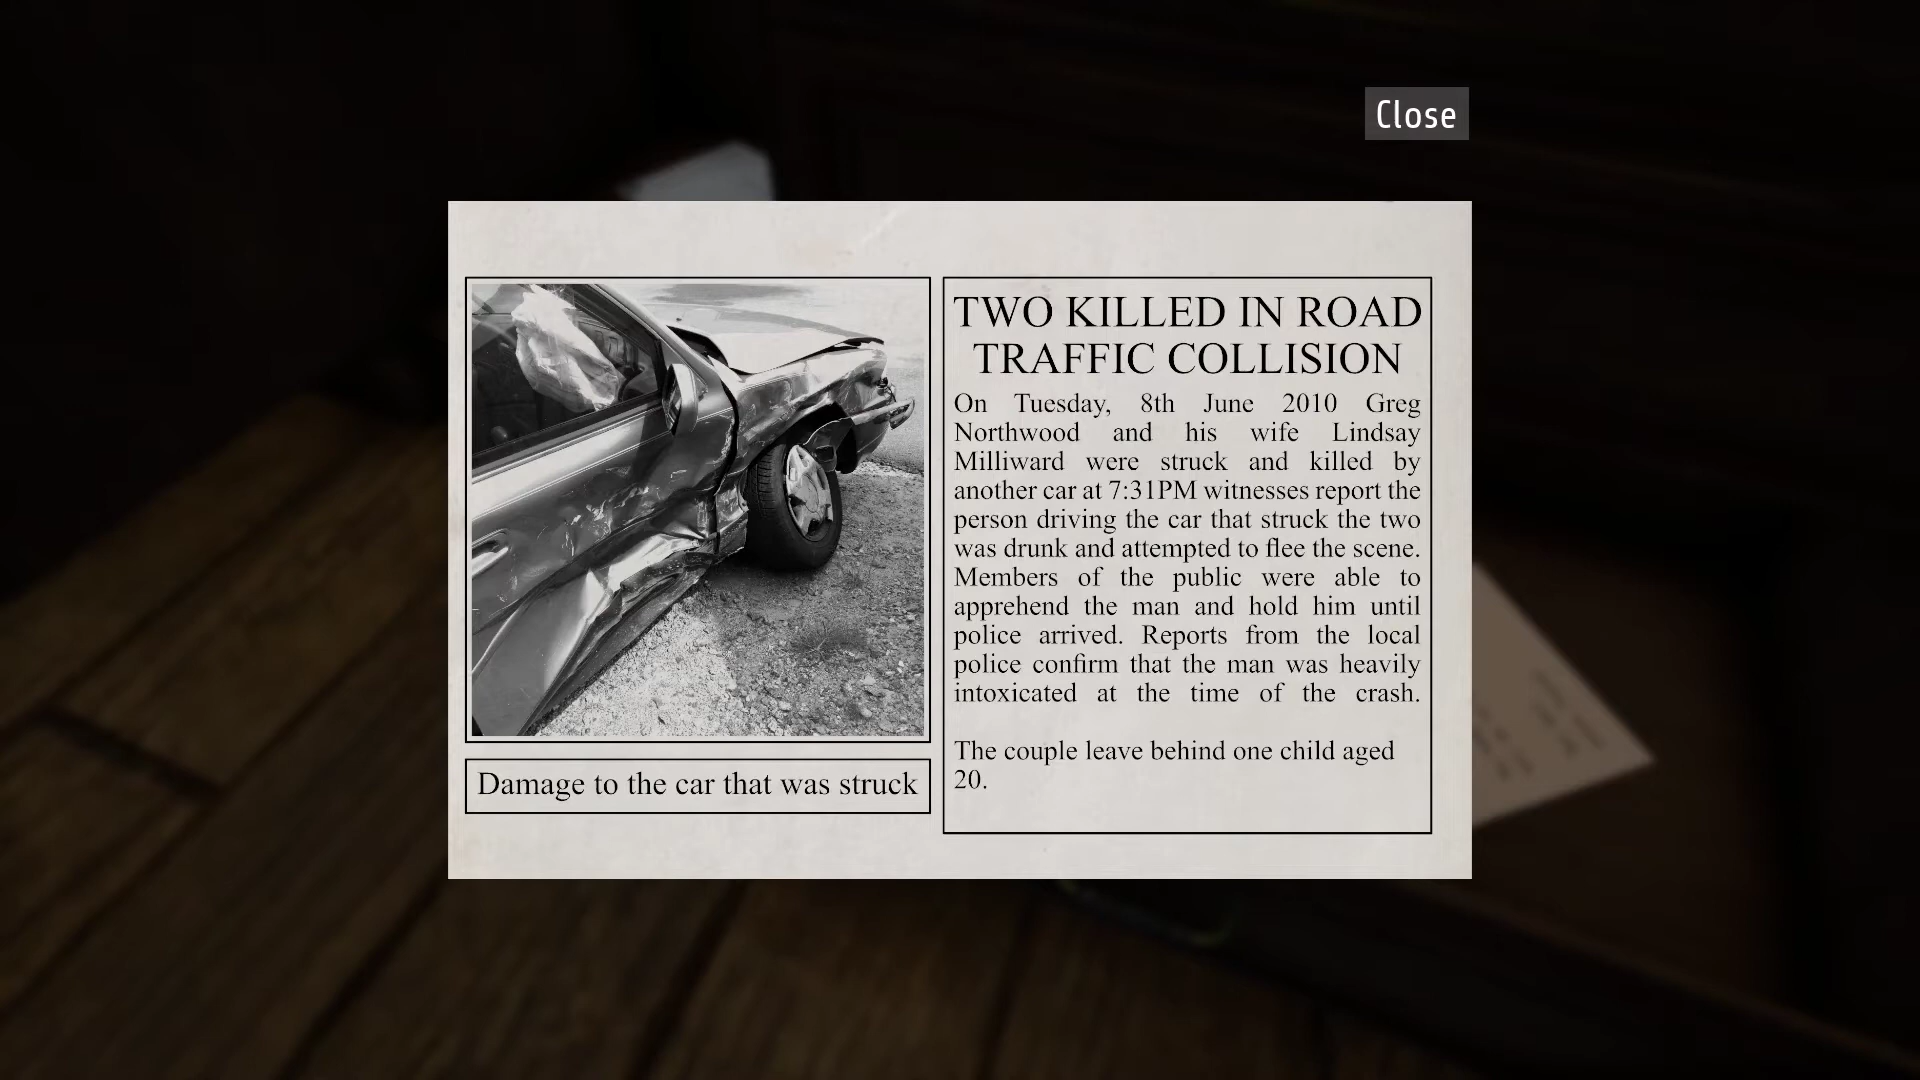 Close
TWO KILLED IN ROAD
TRAFFIC COLLISION
On Tuesday, 8th June 2010 Greg
Northwood and his wife Lindsay
Milliward were struck and killed by
another car at 7:31PM witnesses report the
person driving the car that struck the two
was drunk and attempted to flee the scene.
Members of the public were able to
apprehend the man and hold him until
police arrived. Reports from the local
police confirm that the man was heavily
intoxicated at the time of the crash.
The couple leave behind one child aged
20.
Damage to the car that was struck